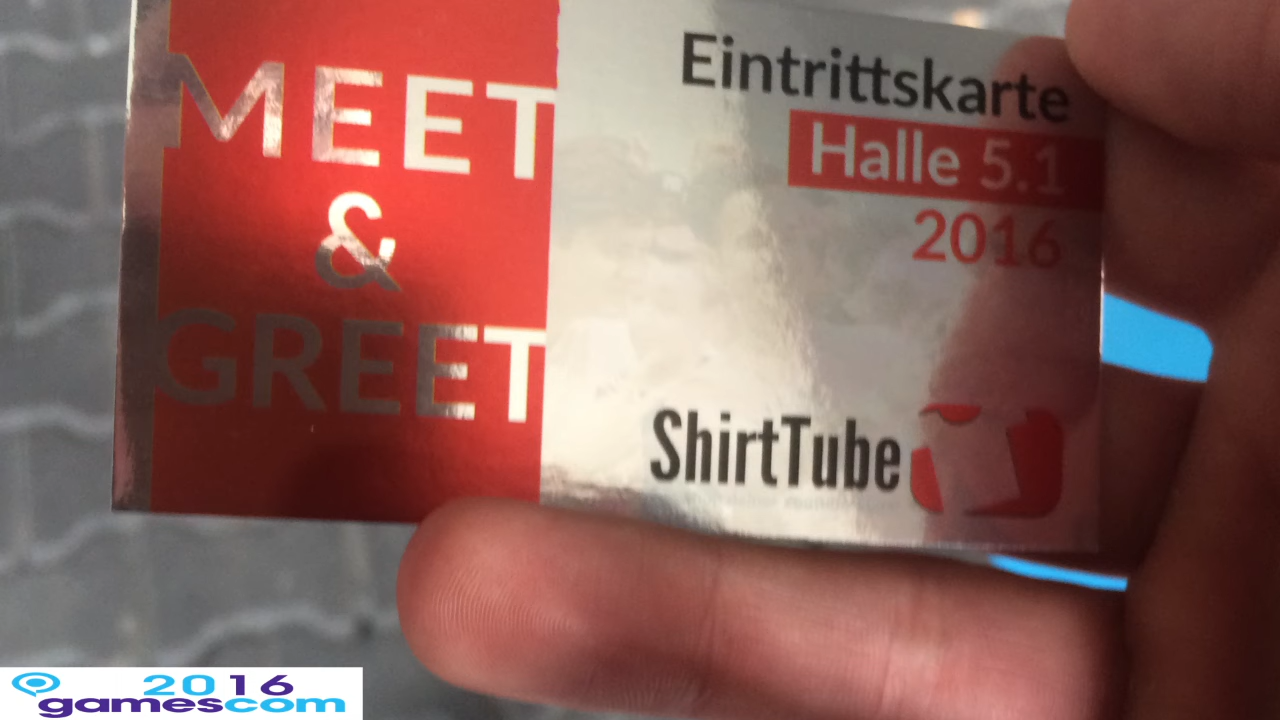 MEET
&
GREET
Eintrittskarte
Halle 5.1
2016
ShirtTube
2016
gamescom